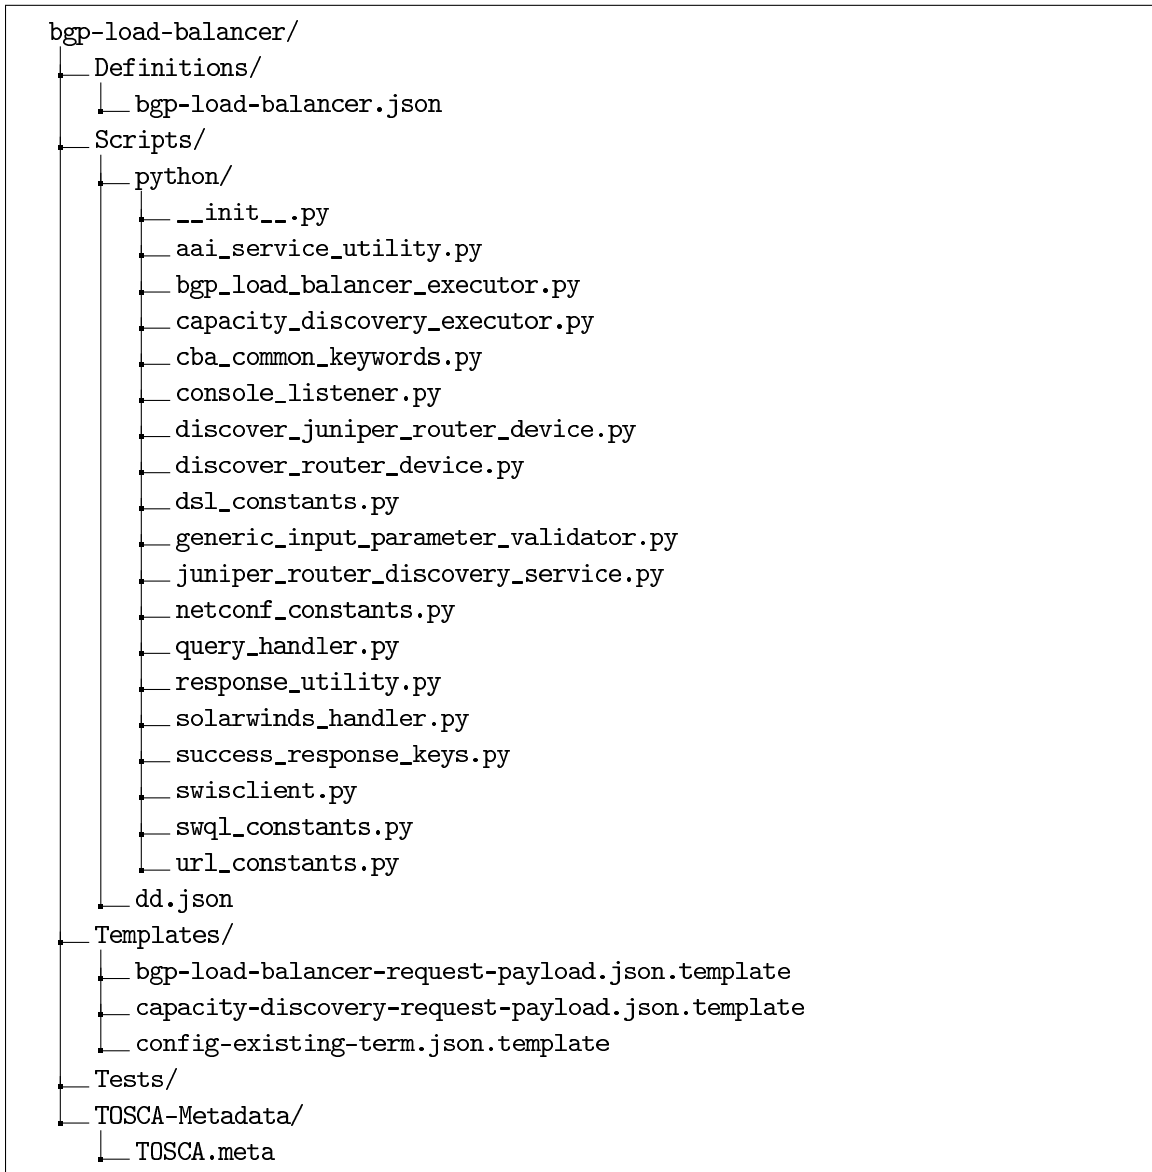 bgp-load-balancer/
Definitions/
bgp-load-balancer.json
Scripts/
python/
__init__.py
aai_service_utility.py
bgp_load_balancer_executor.py
capacity_discovery_executor.py
cba_common_keywords.py
console_listener.py
discover_juniper_router_device.py
discover_router_device.py
dsl_constants.py
generic_input_parameter_validator.py
juniper_router_discovery_service.py
netconf_constants.py
query_handler.py
response_utility.py
solarwinds_handler.py
success_response_keys.py
swisclient.py
swql_constants.py
url_constants.py
dd.json
Templates/
bgp-load-balancer-request-payload.json.template
capacity-discovery-request-payload.json.template
config-existing-term.json.template
Tests/
TOSCA-Metadata/
TOSCA.meta